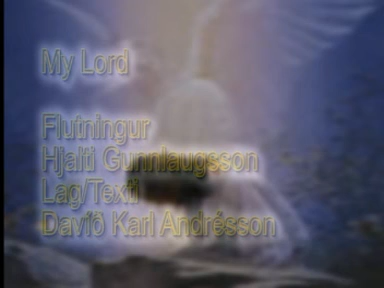 My Lord
Flutningur
Hjalti Gunnlaugsson
Lag/Texti
Davíð Karl Andrésson